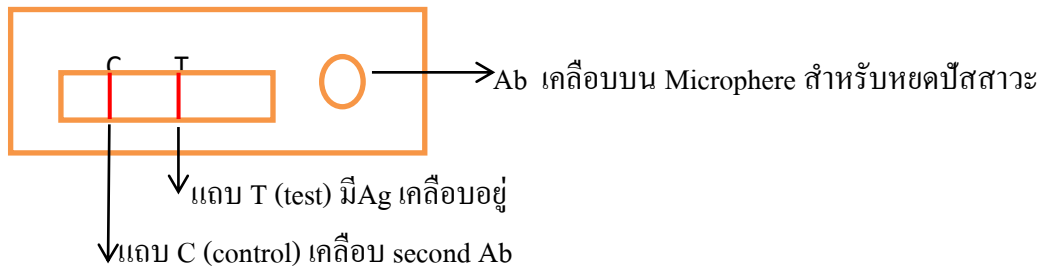 C T
Ab เคลือบบน Microphere สำหรับหยดปัสสาวะ
แถบ T (test) มีAg เคลือบอยู่
แถบ C (control) เคลือบ second Ab